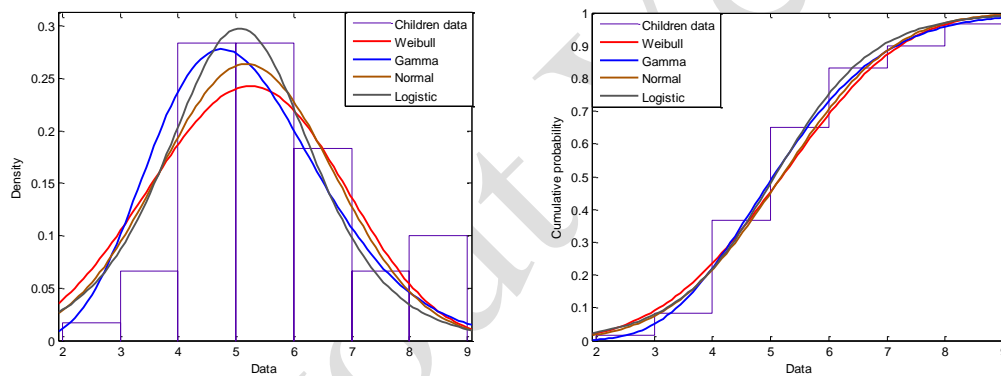 0.3
0.25
0.2
0.15
0.1
0.05
0
Density
2 3 4 5 6 7 8 9
Data
Children data
Weibull
Gamma
Normal
Logistic
1
0.9
0.8
0.7
0.6
0.5
0.4
0.3
0.2
0.1
0
Cumulative probability
2 3 4 5 6 7 8 9
Data
Children data
Weibull
Gamma
Normal
Logistic